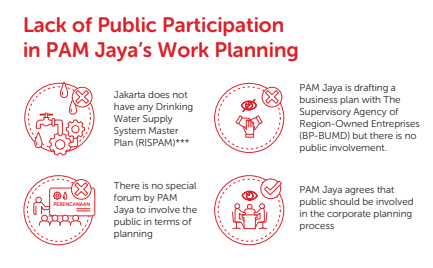 Lack of Public Participation
in PAM Jaya's Work Planning
Jakarta does not
have any Drinking
Water Supply
System Master
Plan (RISPAM)***
PAM Jaya is drafting a
business plan with The
Supervisory Agency of
Region-Owned Entreprises
(BP-BUMD) but there is no
public involvement.
There is no special
forum by PAM
Jaya to involve the
public in terms of
planning
PERENCANAAN
PAM Jaya agrees that
public should be involved
in the corporate planning
process